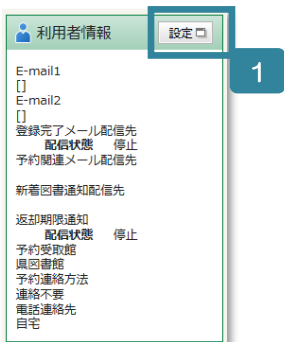 利用者情報
設定
1
E-mail1
[]
E-mail2
[]
登録完了メール配信先
配信状態 停止
予約関連メール配信先
新着図書通知配信先
返却期限通知
配信状態 停止
予約受取館
県図書館
予約連絡方法
連絡不要
電話連絡先
自宅